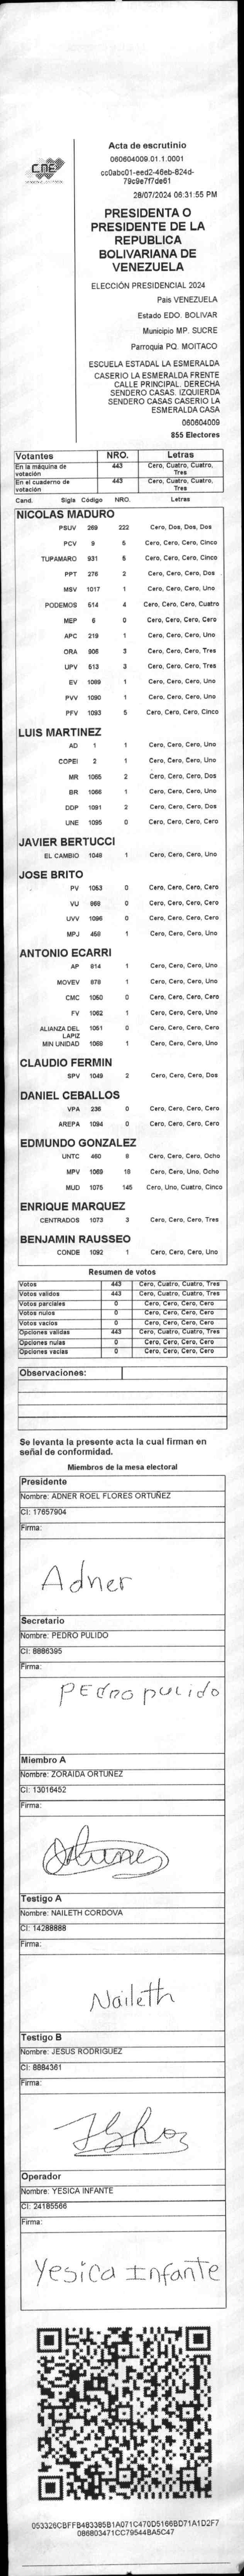 CNE
Acta de escrutinio
060604009.01.1.0001
cc0abc01-eed2-46eb-824d-
79c9e7f7de61
28/07/2024 06:31:55 PM
PRESIDENTA O
PRESIDENTE DE LA
REPUBLICA
BOLIVARIANA DE
VENEZUELA
ELECCIÓN PRESIDENCIAL 2024
Pais VENEZUELA
Estado EDO. BOLIVAR
Municipio MP. SUCRE
Parroquia PQ. MOITACO
ESCUELA ESTADAL LA ESMERALDA
CASERIO LA ESMERALDA FRENTE
CALLE PRINCIPAL. DERECHA
SENDERO CASAS. IZQUIERDA
SENDERO CASAS CASERIO LA
ESMERALDA CASA
060604009
855 Electores
Votantes NRO. Letras
En la máquina de votación 443 Cero, Cuatro, Cuatro, Tres
En el cuaderno de votación 443 Cero, Cuatro, Cuatro, Tres
Cand. Sigla Código NRO. Letras
NICOLAS MADURO
PSUV 269 222 Cero, Dos, Dos, Dos
PCV 9 5 Cero, Cero, Cero, Cinco
TUPAMARO 931 5 Cero, Cero, Cero, Cinco
PPT 276 2 Cero, Cero, Cero, Dos
MSV 1017 1 Cero, Cero, Cero, Uno
PODEMOS 514 4 Cero, Cero, Cero, Cuatro
MEP 6 0 Cero, Cero, Cero, Cero
APC 219 1 Cero, Cero, Cero, Uno
ORA 906 3 Cero, Cero, Cero, Tres
UPV 513 3 Cero, Cero, Cero, Tres
EV 1089 1 Cero, Cero, Cero, Uno
PVV 1090 1 Cero, Cero, Cero, Uno
PFV 1093 5 Cero, Cero, Cero, Cinco
LUIS MARTINEZ
AD 1 1 Cero, Cero, Cero, Uno
COPEI 2 1 Cero, Cero, Cero, Uno
MR 1065 2 Cero, Cero, Cero, Dos
BR 1066 1 Cero, Cero, Cero, Uno
DDP 1091 2 Cero, Cero, Cero, Dos
UNE 1095 0 Cero, Cero, Cero, Cero
JAVIER BERTUCCI
EL CAMBIO 1048 1 Cero, Cero, Cero, Uno
JOSE BRITO
PV 1053 0 Cero, Cero, Cero, Cero
VU 868 0 Cero, Cero, Cero, Cero
UVV 1096 0 Cero, Cero, Cero, Cero
MPJ 458 1 Cero, Cero, Cero, Uno
ANTONIO ECARRI
AP 814 1 Cero, Cero, Cero, Uno
MOVEV 878 1 Cero, Cero, Cero, Uno
CMC 1050 0 Cero, Cero, Cero, Cero
FV 1052 1 Cero, Cero, Cero, Uno
ALIANZA DEL LAPIZ 1051 0 Cero, Cero, Cero, Cero
MIN UNIDAD 1068 1 Cero, Cero, Cero, Uno
CLAUDIO FERMIN
SPV 1049 2 Cero, Cero, Cero, Dos
DANIEL CEBALLOS
VPA 236 0 Cero, Cero, Cero, Cero
AREPA 1094 0 Cero, Cero, Cero, Cero
EDMUNDO GONZALEZ
UNTC 460 8 Cero, Cero, Cero, Ocho
MPV 1069 18 Cero, Cero, Uno, Ocho
MUD 1075 145 Cero, Uno, Cuatro, Cinco
ENRIQUE MARQUEZ
CENTRADOS 1073 3 Cero, Cero, Cero, Tres
BENJAMIN RAUSSEO
CONDE 1092 1 Cero, Cero, Cero, Uno
Resumen de votos
Votos 443 Cero, Cuatro, Cuatro, Tres
Votos validos 443 Cero, Cuatro, Cuatro, Tres
Votos parciales 0 Cero, Cero, Cero, Cero
Votos nulos 0 Cero, Cero, Cero, Cero
Votos vacios 0 Cero, Cero, Cero, Cero
Opciones validas 443 Cero, Cuatro, Cuatro, Tres
Opciones nulas 0 Cero, Cero, Cero, Cero
Opciones vacias 0 Cero, Cero, Cero, Cero
Observaciones:
Se levanta la presente acta la cual firman en
señal de conformidad.
Miembros de la mesa electoral
Presidente
Nombre: ADNER ROEL FLORES ORTUÑEZ
CI: 17657904
Firma:
Adner
Secretario
Nombre: PEDRO PULIDO
CI: 8886395
Firma:
PEdro pulido
Miembro A
Nombre: ZORAIDA ORTUÑEZ
CI: 13016452
Firma:
Testigo A
Nombre: NAILETH CORDOVA
CI: 14288888
Firma:
Naileth
Testigo B
Nombre: JESUS RODRIGUEZ
CI: 8884361
Firma:
Operador
Nombre: YESICA INFANTE
CI: 24185566
Firma:
Yesica Infante
053326CBFFB483385B1A071C470D5166BD71A1D2F7
086803471CC79544BA5C47